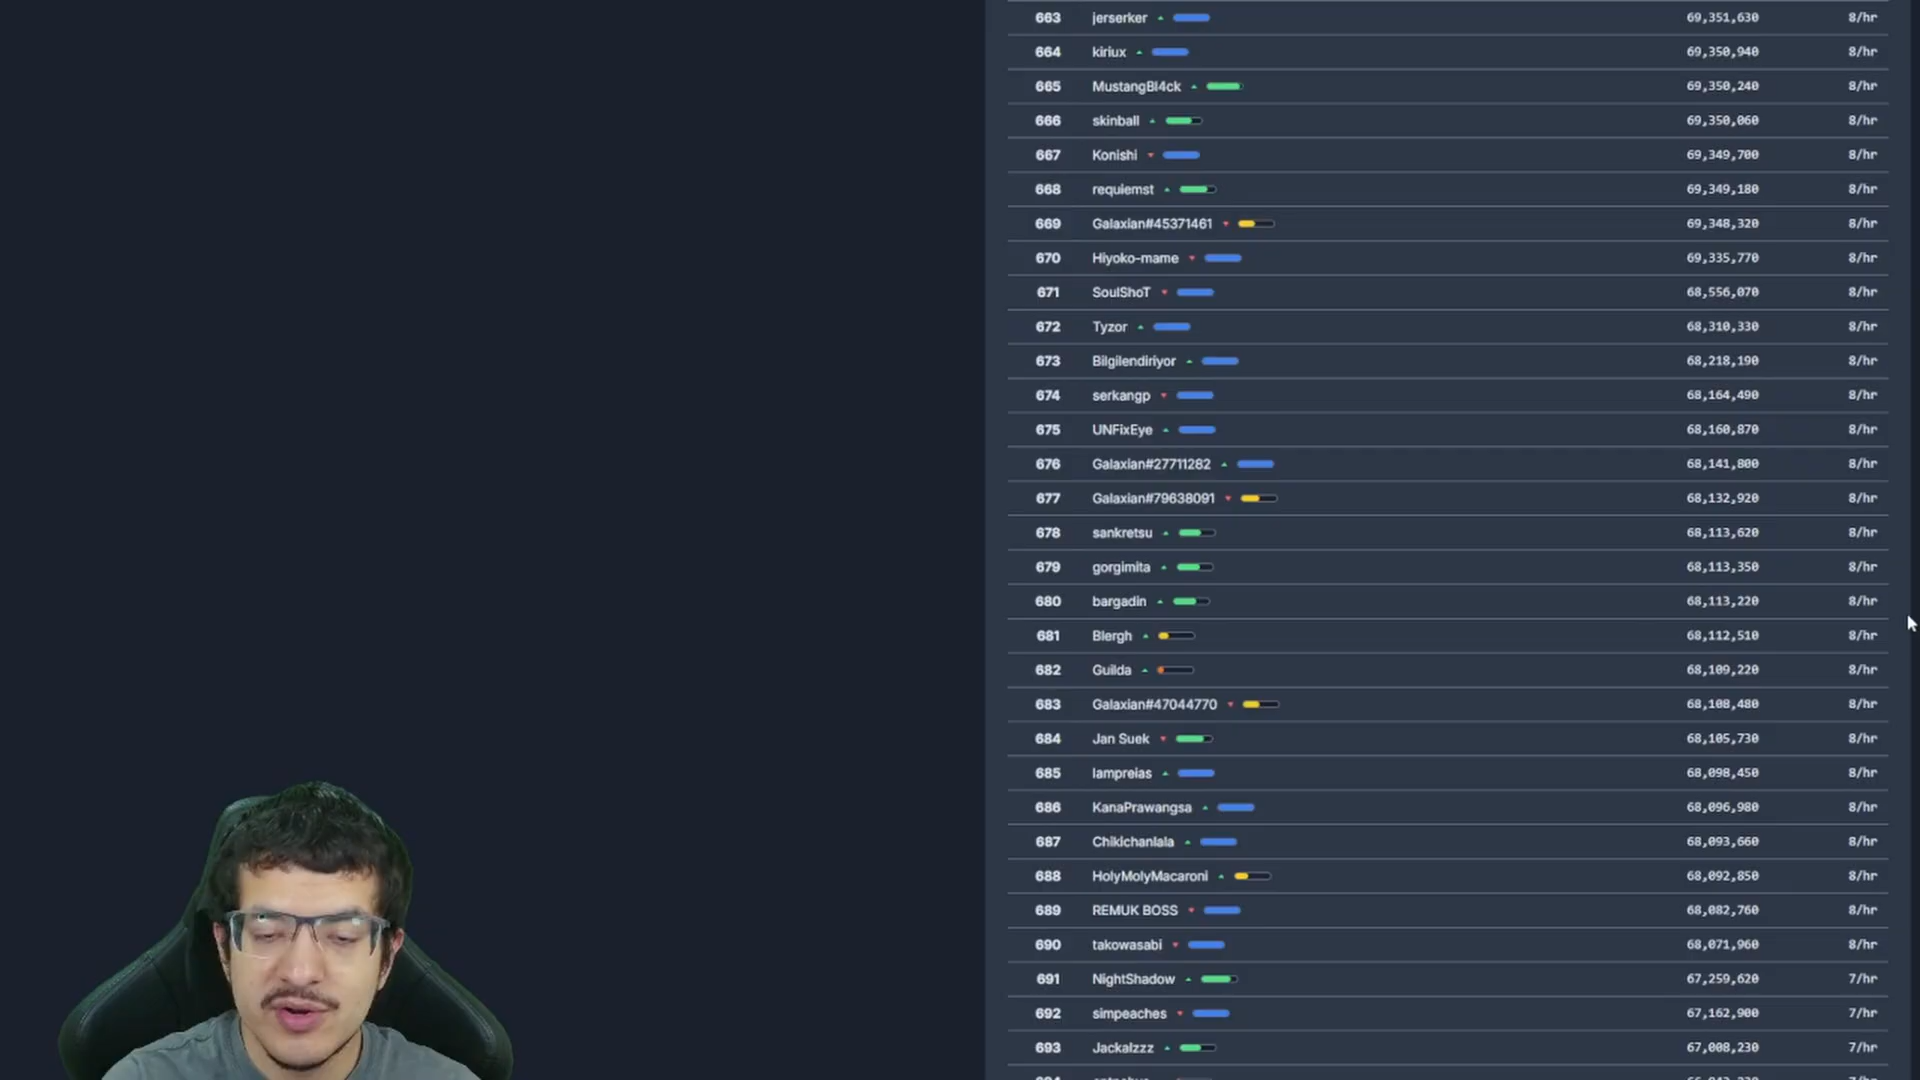 663 jerserker 69,351,630 8/hr
664 kiriux 69,350,940 8/hr
665 MustangBl4ck 69,350,240 8/hr
666 skinball 69,350,060 8/hr
667 Konishi 69,349,700 8/hr
668 requiemst 69,349,180 8/hr
669 Galaxian#45371461 69,348,320 8/hr
670 Hiyoko-mame 69,335,770 8/hr
671 SoulShoT 68,556,070 8/hr
672 Tyzor 68,310,330 8/hr
673 Bilgilendiriyor 68,218,190 8/hr
674 serkangp 68,164,490 8/hr
675 UNFixEye 68,160,870 8/hr
676 Galaxian#27711282 68,141,800 8/hr
677 Galaxian#79638091 68,132,920 8/hr
678 sankretsu 68,113,620 8/hr
679 gorgimita 68,113,350 8/hr
680 bargadin 68,113,220 8/hr
681 Blergh 68,112,510 8/hr
682 Guilda 68,109,220 8/hr
683 Galaxian#47044770 68,108,480 8/hr
684 Jan Suek 68,105,730 8/hr
685 lampreias 68,098,450 8/hr
686 KanaPrawangsa 68,096,980 8/hr
687 Chikichanlala 68,093,660 8/hr
688 HolyMolyMacaroni 68,092,850 8/hr
689 REMUK BOSS 68,082,760 8/hr
690 takowasabi 68,071,960 8/hr
691 NightShadow 67,259,620 7/hr
692 simpeaches 67,162,900 7/hr
693 Jackalzzz 67,008,230 7/hr